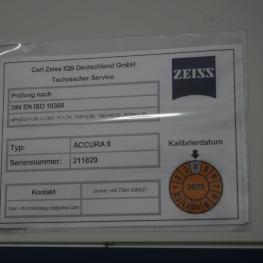 Carl Zeiss IQS Deutschland GmbH
Technischer Service
ZEISS
Prüfung nach
DIN EN ISO 10360
Kalibrierdatum
Typ: ACCURA II
Seriennummer: 211829
2025
Kontakt
phone: